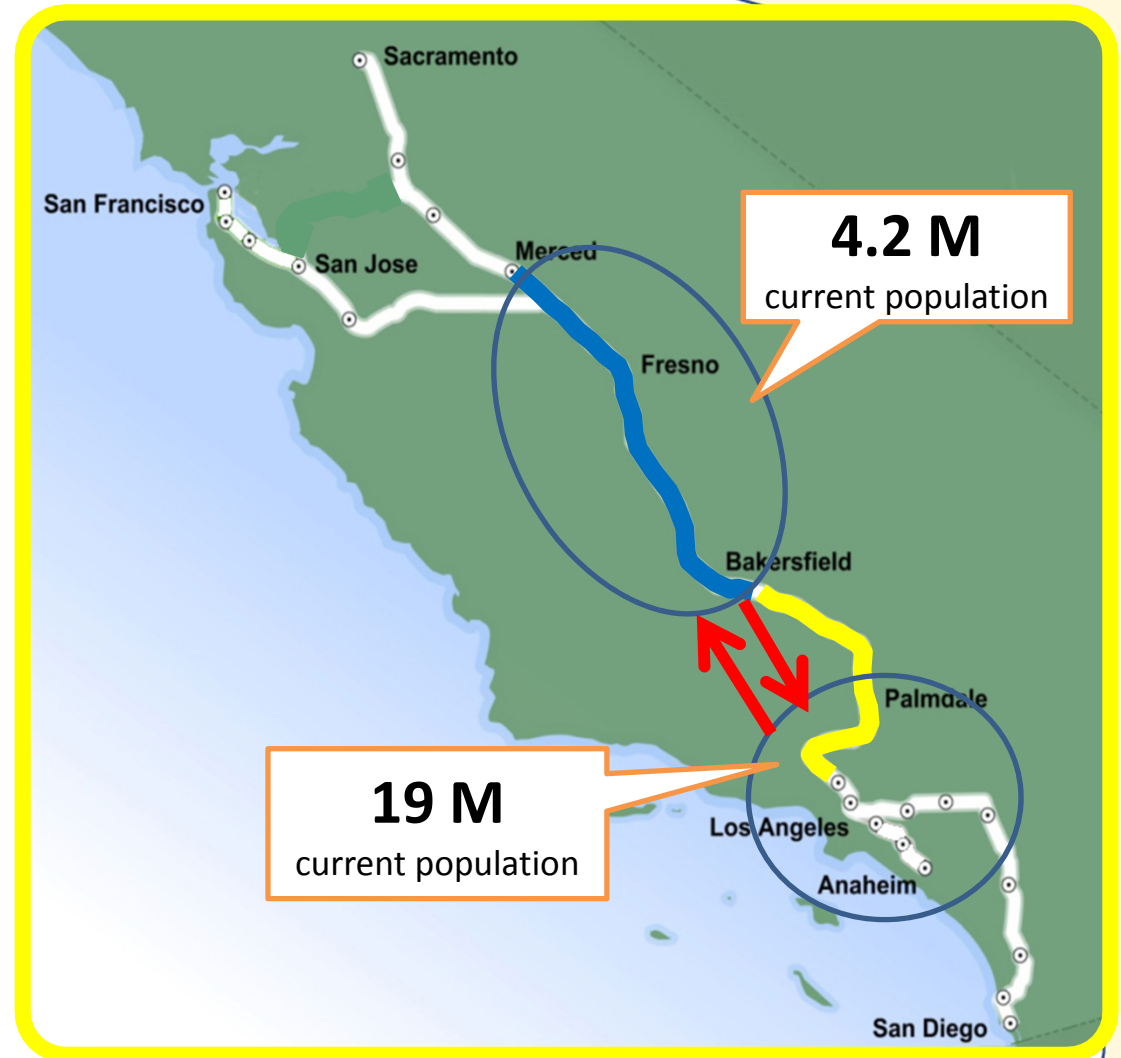 Sacramento
San Francisco
4.2 M
current population
Merced
San Jose
Fresno
Bakersfield
Palmdale
19 M
current population
Los Angeles
Anaheim
San Diego